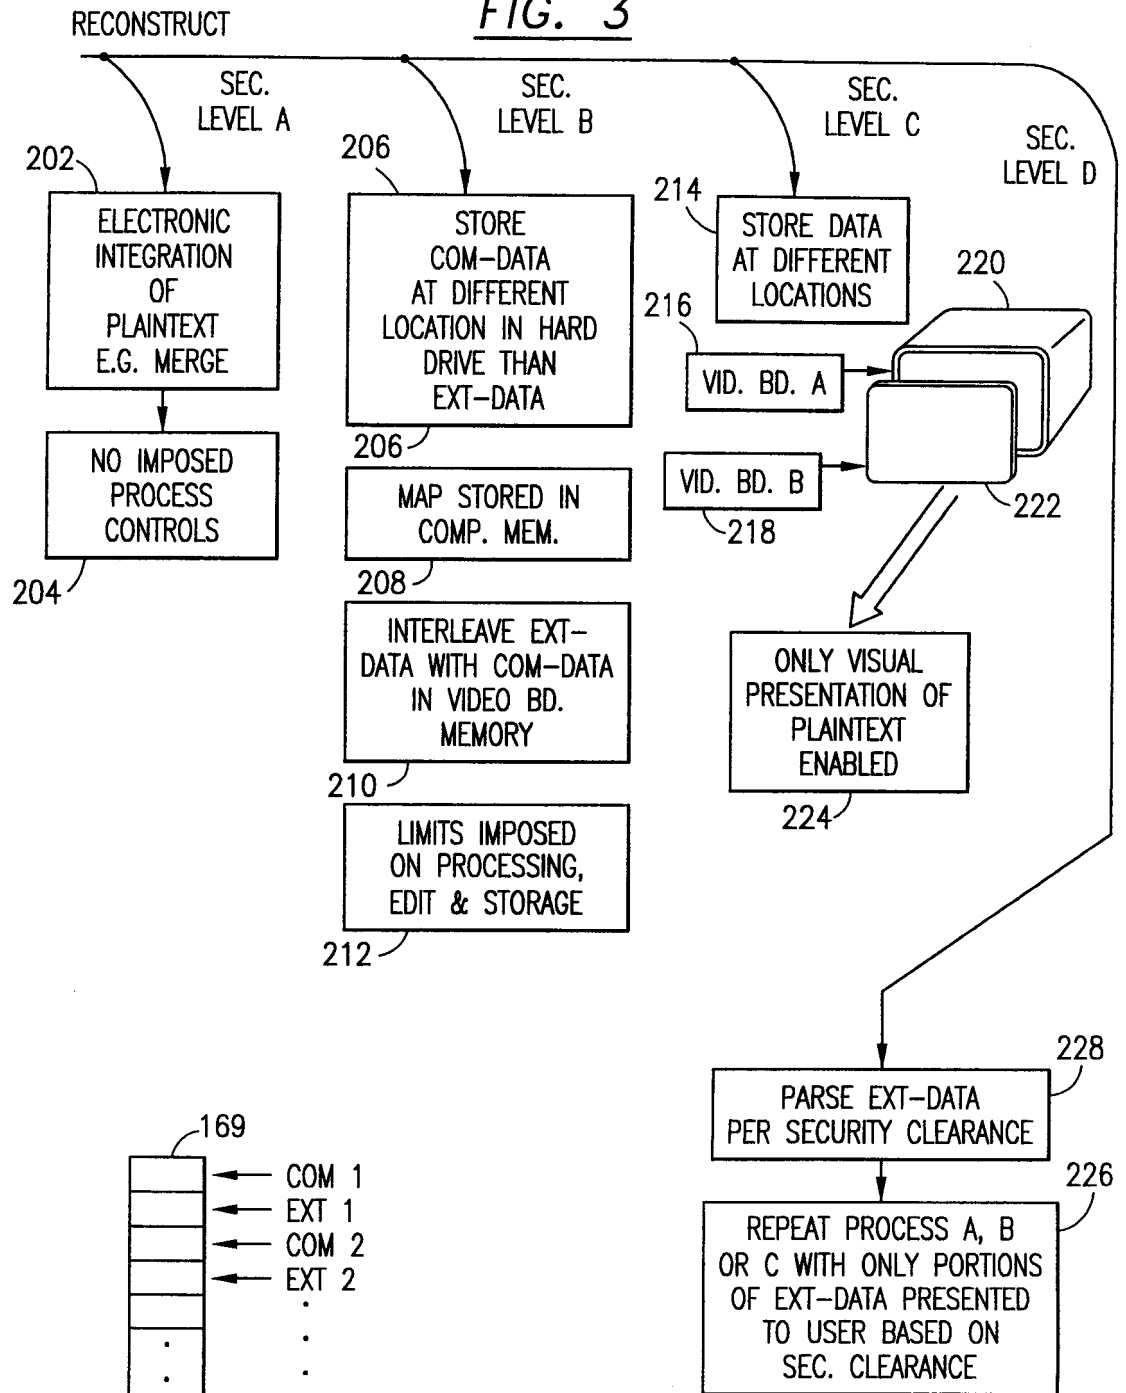 FIG. 3
RECONSTRUCT
SEC.
LEVEL A
SEC.
LEVEL B
SEC.
LEVEL C
SEC.
LEVEL D
202
ELECTRONIC
INTEGRATION
OF
PLAINTEXT
E.G. MERGE
NO IMPOSED
PROCESS
CONTROLS
204
206
STORE
COM-DATA
AT DIFFERENT
LOCATION IN HARD
DRIVE THAN
EXT-DATA
206
MAP STORED IN
COMP. MEM.
208
INTERLEAVE EXT-
DATA WITH COM-DATA
IN VIDEO BD.
MEMORY
210
LIMITS IMPOSED
ON PROCESSING,
EDIT & STORAGE
212
214
STORE DATA
AT DIFFERENT
LOCATIONS
216
VID. BD. A
220
VID. BD. B
218
222
ONLY VISUAL
PRESENTATION OF
PLAINTEXT
ENABLED
224
228
PARSE EXT-DATA
PER SECURITY CLEARANCE
226
REPEAT PROCESS A, B
OR C WITH ONLY PORTIONS
OF EXT-DATA PRESENTED
TO USER BASED ON
SEC. CLEARANCE
169
COM 1
EXT 1
COM 2
EXT 2